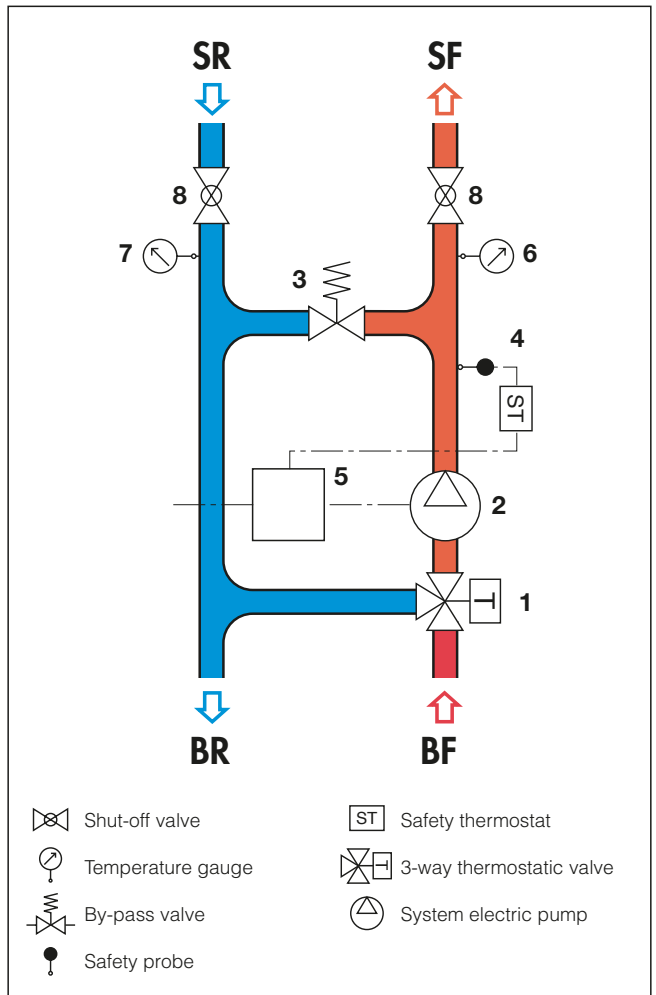 SR SF
8 8
7 6
3
4
ST
5
2
T 1
BR BF
Shut-off valve ST Safety thermostat
Temperature gauge T 3-way thermostatic valve
By-pass valve System electric pump
Safety probe